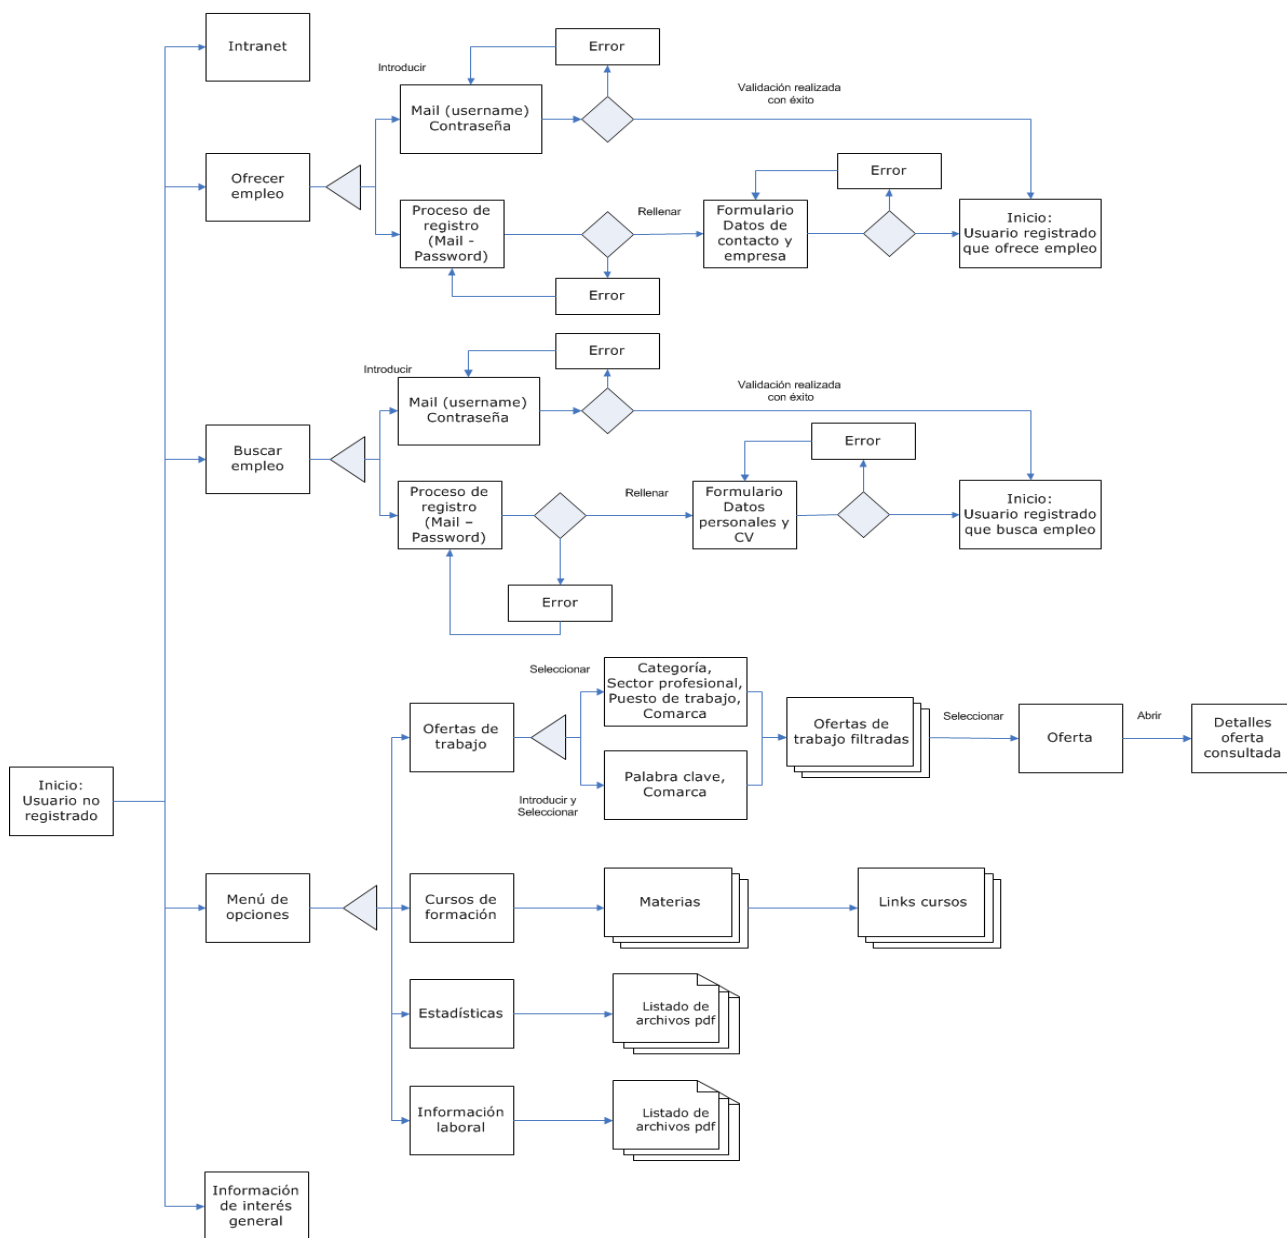 Intranet
Error
Introducir
Mail (username)
Contraseña
Validación realizada
con éxito
Ofrecer
empleo
Error
Proceso de
registro
(Mail -
Password)
Rellenar
Formulario
Datos de
contacto y
empresa
Inicio:
Usuario registrado
que ofrece empleo
Error
Error
Introducir
Mail (username)
Contraseña
Validación realizada
con éxito
Buscar
empleo
Error
Proceso de
registro
(Mail –
Password)
Rellenar
Formulario
Datos
personales y
CV
Inicio:
Usuario registrado
que busca empleo
Error
Seleccionar
Categoría,
Sector profesional,
Puesto de trabajo,
Comarca
Ofertas de
trabajo
Ofertas de
trabajo filtradas
Seleccionar
Oferta
Abrir
Detalles
oferta
consultada
Palabra clave,
Comarca
Introducir y
Seleccionar
Inicio:
Usuario no
registrado
Menú de
opciones
Cursos de
formación
Materias
Links cursos
Estadísticas
Listado de
archivos pdf
Información
laboral
Listado de
archivos pdf
Información
de interés
general